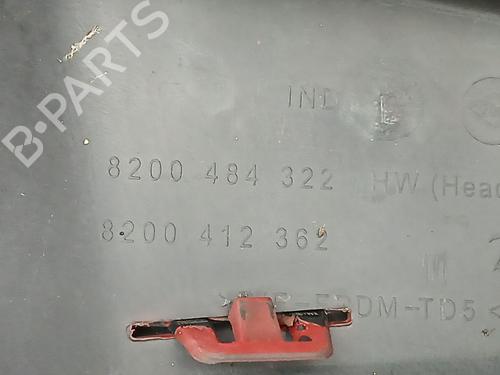 B-PARTS
IND
8200 484 322 HW (Head
8200 412 362
DM-TD5<